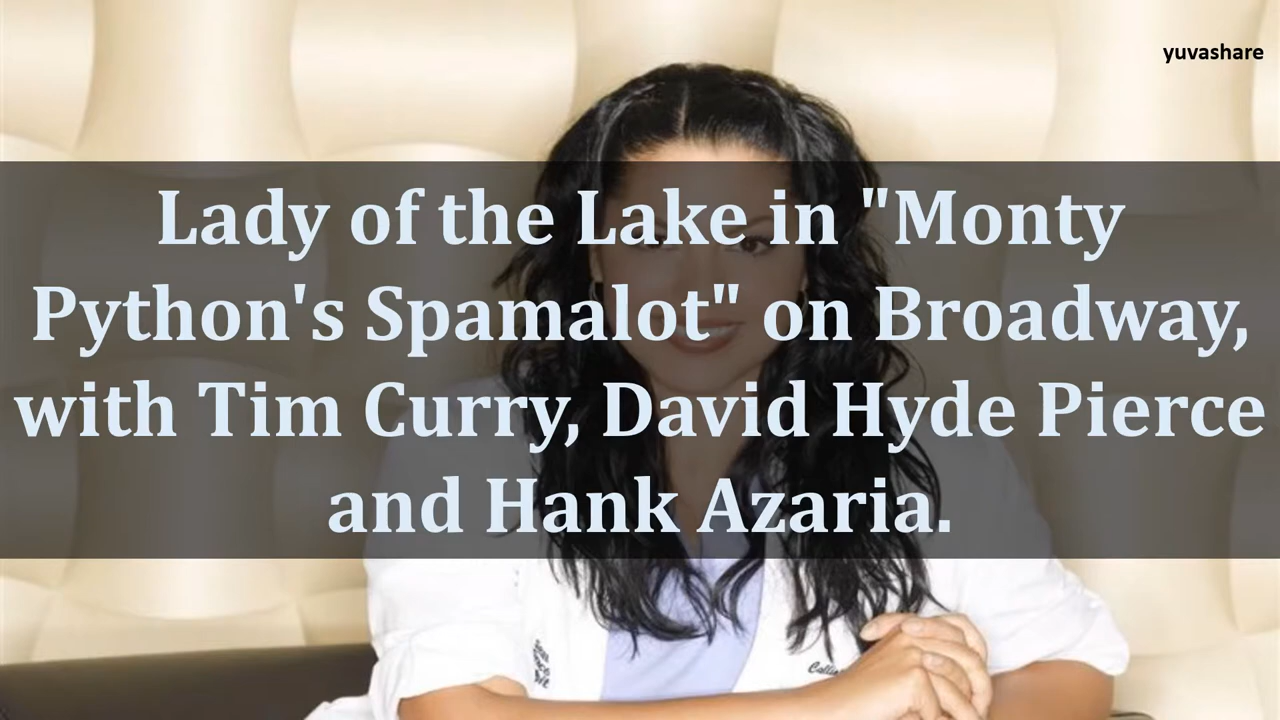 yuvashare
Lady of the Lake in "Monty
Python's Spamalot" on Broadway,
with Tim Curry, David Hyde Pierce
and Hank Azaria.